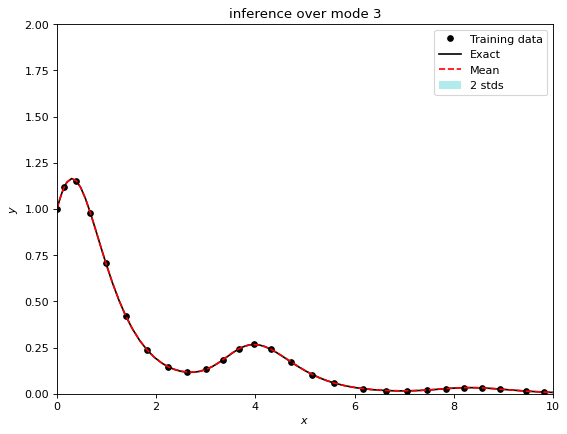 inference over mode 3
Training data
Exact
Mean
2 stds
2.00
1.75
1.50
1.25
1.00
0.75
0.50
0.25
0.00
y
0 2 4 6 8 10
x